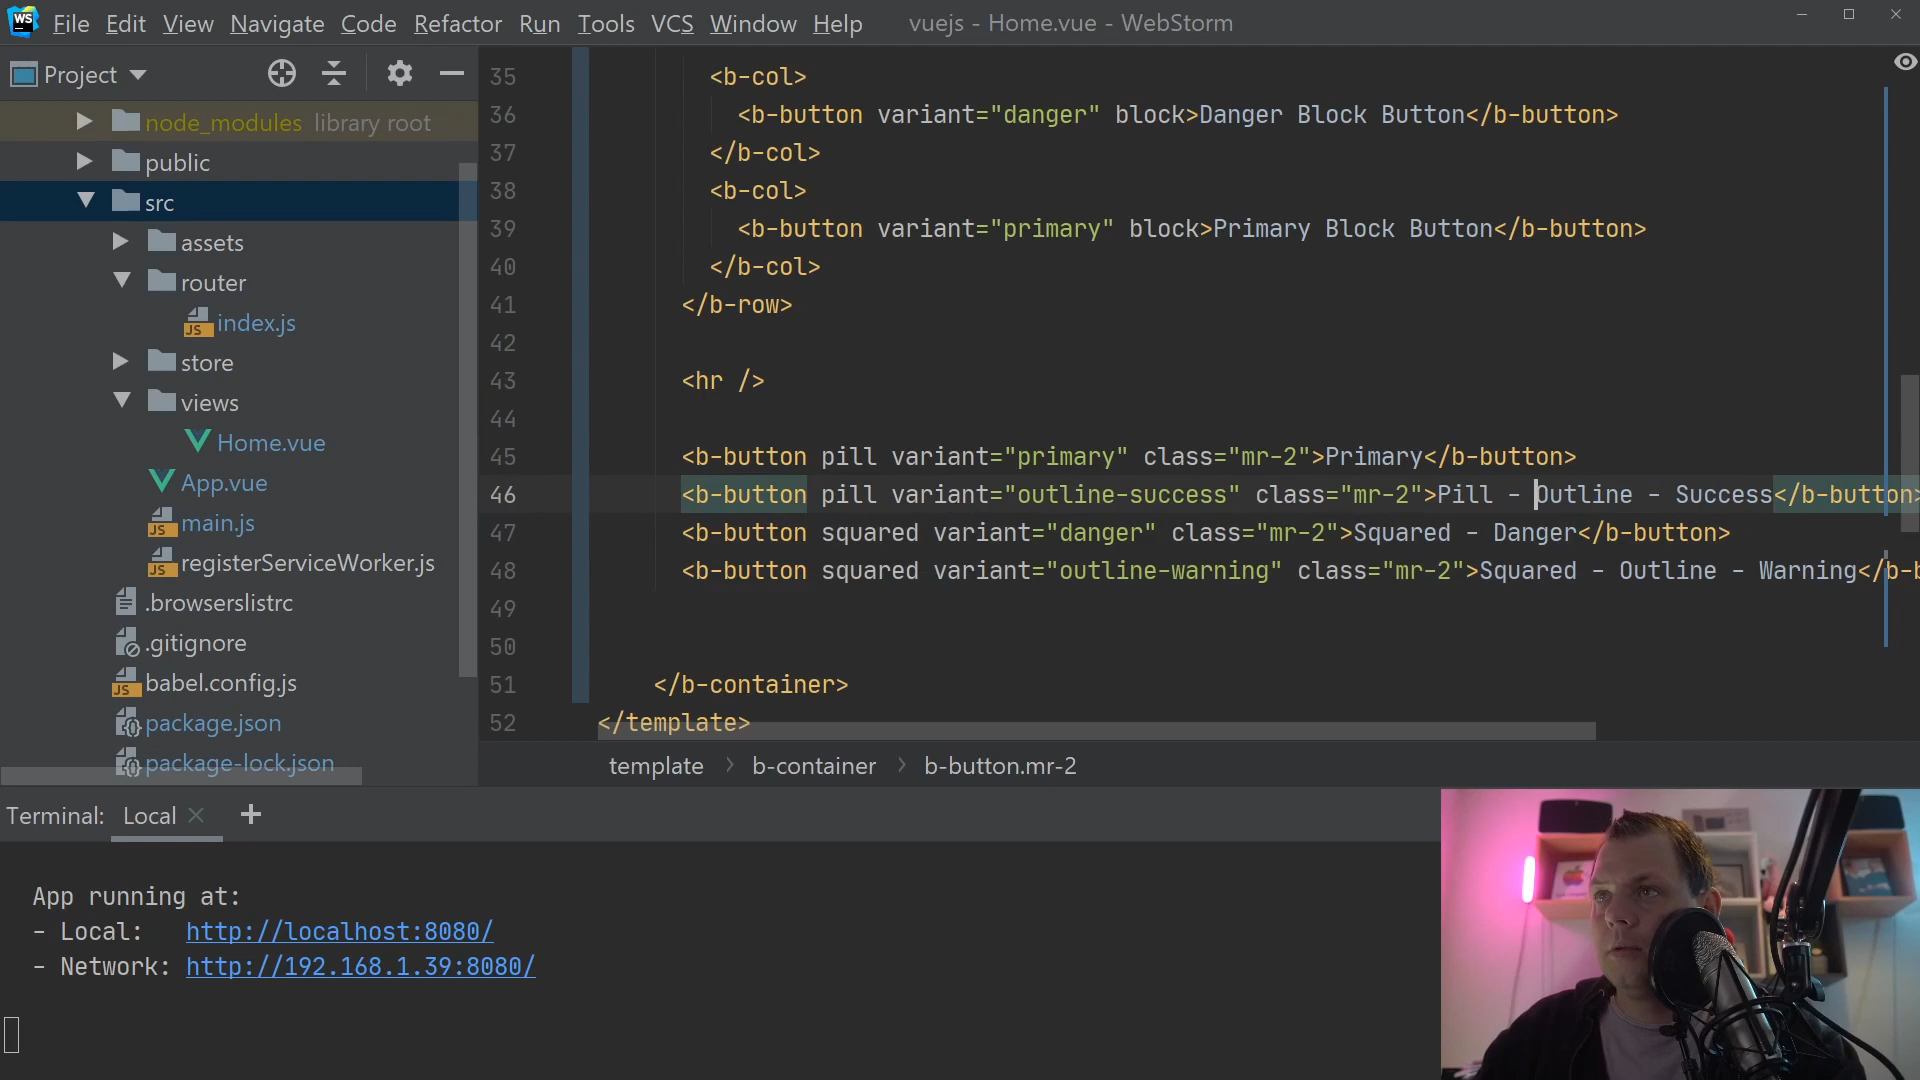 WS
File Edit View Navigate Code Refactor Run Tools VCS Window Help vuejs - Home.vue - WebStorm
Project
node_modules library root
public
src
assets
router
JS index.js
store
views
Home.vue
App.vue
JS main.js
JS registerServiceWorker.js
.browserslistrc
.gitignore
JS babel.config.js
package.json
package-lock.json
35 <b-col>
36 <b-button variant="danger" block>Danger Block Button</b-button>
37 </b-col>
38 <b-col>
39 <b-button variant="primary" block>Primary Block Button</b-button>
40 </b-col>
41 </b-row>
42
43 <hr />
44
45 <b-button pill variant="primary" class="mr-2">Primary</b-button>
46 <b-button pill variant="outline-success" class="mr-2">Pill - Outline - Success</b-button>
47 <b-button squared variant="danger" class="mr-2">Squared - Danger</b-button>
48 <b-button squared variant="outline-warning" class="mr-2">Squared - Outline - Warning</b-b
49
50
51 </b-container>
52 </template>
template > b-container > b-button.mr-2
Terminal: Local × +
App running at:
- Local: http://localhost:8080/
- Network: http://192.168.1.39:8080/